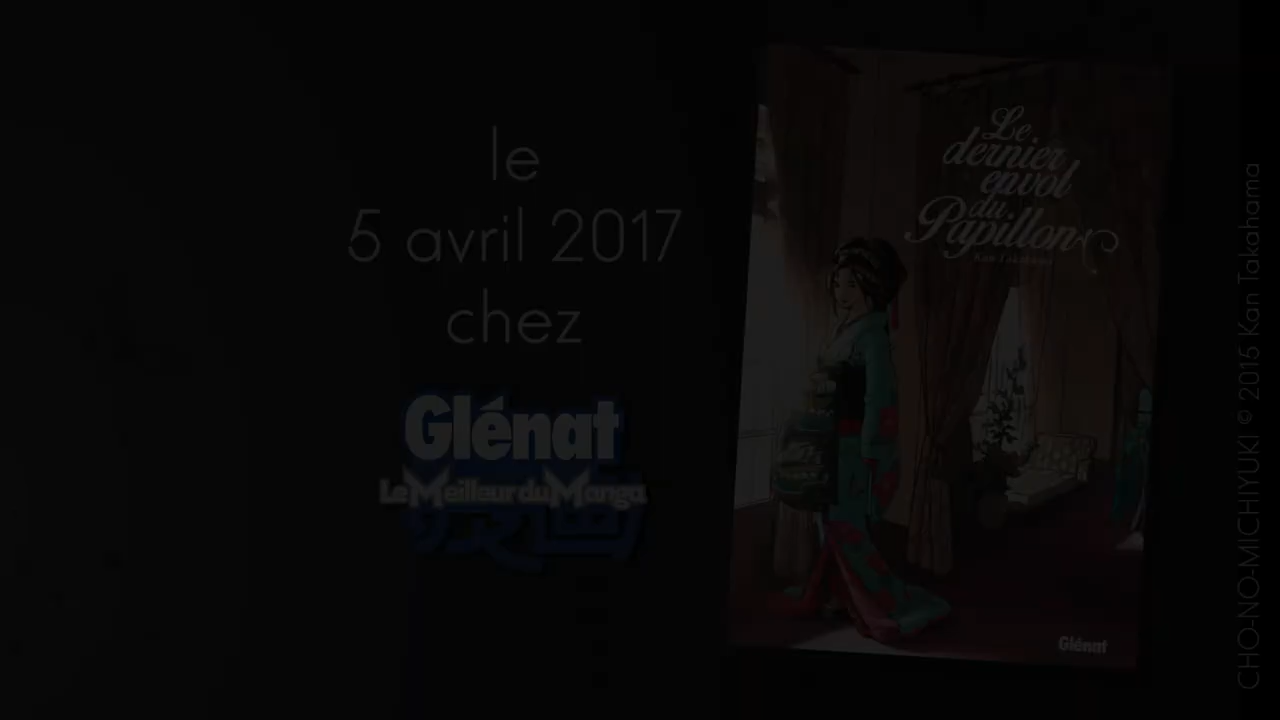 le
5 avril 2017
chez
Glénat
Le Meilleur du Manga
Le
dernier
envol
du
Papillon
Kan Takahama
Glénat
CHO-NO-MICHIYUKI © 2015 Kan Takahama